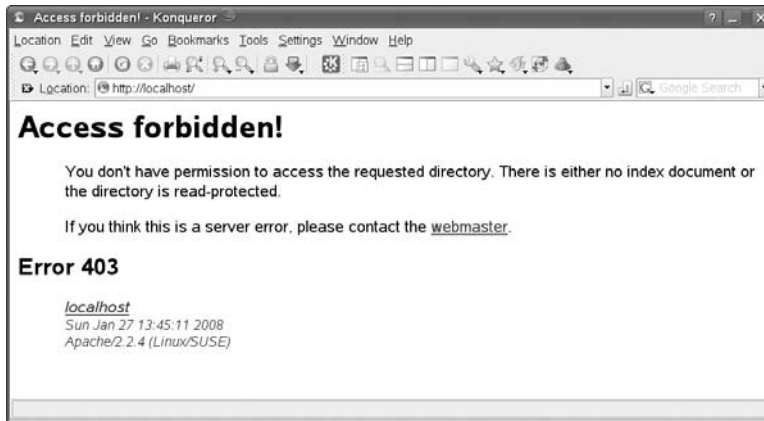 Access forbidden! - Konqueror
Location Edit View Go Bookmarks Tools Settings Window Help
Location: http://localhost/
Google Search
Access forbidden!
You don't have permission to access the requested directory. There is either no index document or
the directory is read-protected.
If you think this is a server error, please contact the webmaster.
Error 403
localhost
Sun Jan 27 13:45:11 2008
Apache/2.2.4 (Linux/SUSE)